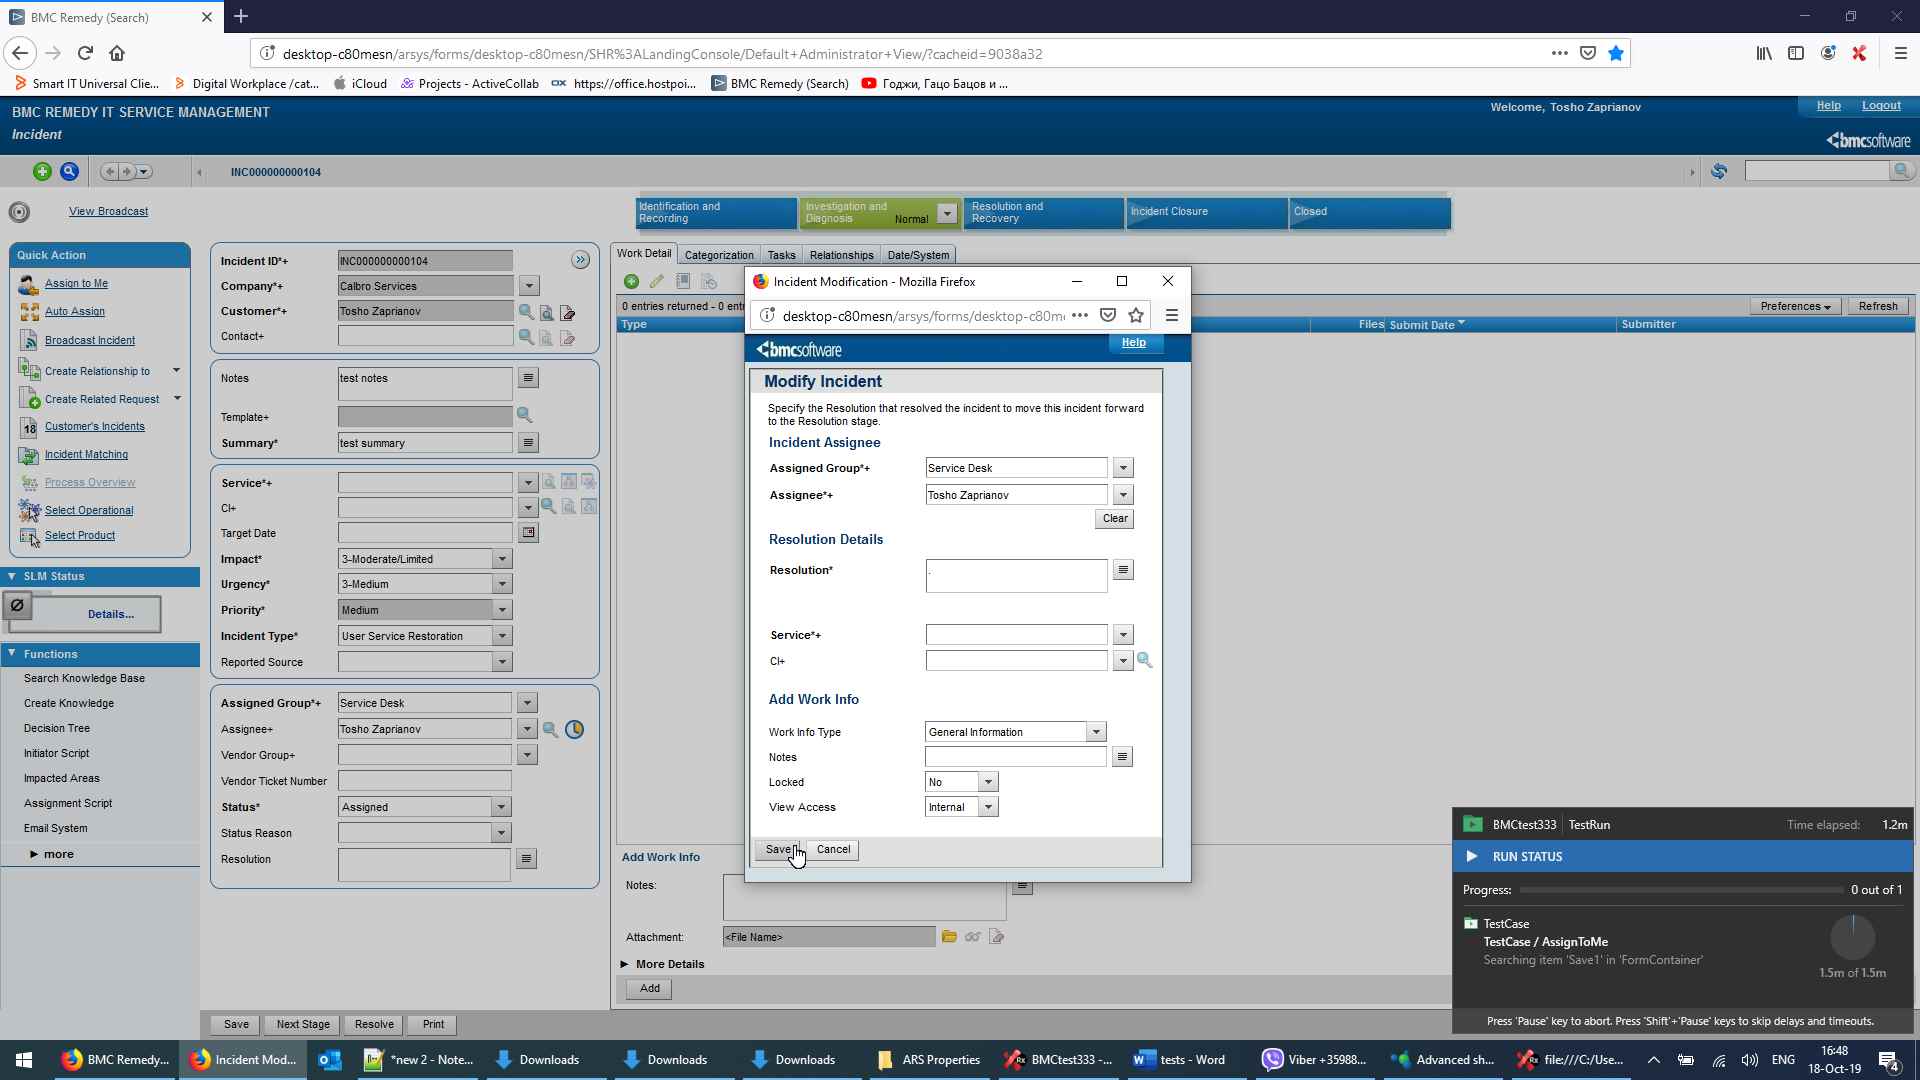 BMC Remedy (Search)
desktop-c80mesn/arsys/forms/desktop-c80mesn/SHR%3ALandingConsole/Default+Administrator+View/?cacheid=9038a32
Smart IT Universal Clie...
Digital Workplace /cat...
iCloud
Projects - ActiveCollab
https://office.hostpoi...
BMC Remedy (Search)
Годжи, Гацо Бацов и ...
BMC REMEDY IT SERVICE MANAGEMENT
Incident
Welcome, Tosho Zaprianov
Help
Logout
bmcsoftware
INC000000000104
View Broadcast
Identification and
Recording
Investigation and
Diagnosis
Normal
Resolution and
Recovery
Incident Closure
Closed
Quick Action
Assign to Me
Auto Assign
Broadcast Incident
Create Relationship to
Create Related Request
18
Customer's Incidents
Incident Matching
Process Overview
Select Operational
Select Product
SLM Status
Details...
Functions
Search Knowledge Base
Create Knowledge
Decision Tree
Initiator Script
Impacted Areas
Assignment Script
Email System
more
Incident ID*+
INC000000000104
Company*+
Calbro Services
Customer*+
Tosho Zaprianov
Contact+
Notes
test notes
Template+
Summary*
test summary
Service*+
CI+
Target Date
Impact*
3-Moderate/Limited
Urgency*
3-Medium
Priority*
Medium
Incident Type*
User Service Restoration
Reported Source
Assigned Group*+
Service Desk
Assignee+
Tosho Zaprianov
Vendor Group+
Vendor Ticket Number
Status*
Assigned
Status Reason
Resolution
Save
Next Stage
Resolve
Print
Work Detail
Categorization
Tasks
Relationships
Date/System
0 entries returned - 0 ent
Preferences
Refresh
Type
Files
Submit Date
Submitter
Incident Modification - Mozilla Firefox
desktop-c80mesn/arsys/forms/desktop-c80m
bmcsoftware
Help
Modify Incident
Specify the Resolution that resolved the incident to move this incident forward
to the Resolution stage.
Incident Assignee
Assigned Group*+
Service Desk
Assignee*+
Tosho Zaprianov
Clear
Resolution Details
Resolution*
.
Service*+
CI+
Add Work Info
Work Info Type
General Information
Notes
Locked
No
View Access
Internal
Save
Cancel
Add Work Info
Notes:
Attachment:
<File Name>
More Details
Add
BMCtest333
TestRun
Time elapsed:
1.2m
RUN STATUS
Progress:
0 out of 1
TestCase
TestCase / AssignToMe
Searching item 'Save1' in 'FormContainer'
1.5m of 1.5m
Press 'Pause' key to abort. Press 'Shift'+'Pause' keys to skip delays and timeouts.
BMC Remedy...
Incident Mod...
*new 2 - Note...
Downloads
Downloads
Downloads
ARS Properties
BMCtest333 -...
tests - Word
Viber +35988...
Advanced sh...
file:///C:/Use...
ENG
16:48
18-Oct-19
4